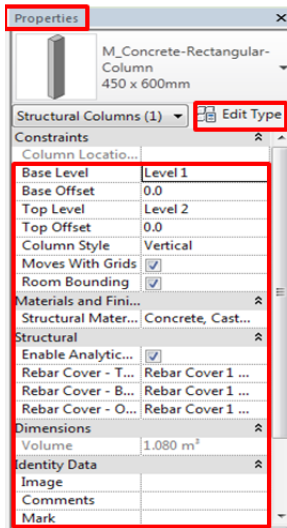 Properties
M_Concrete-Rectangular-
Column
450 x 600mm
Structural Columns (1) Edit Type
Constraints
Column Locatio...
Base Level Level 1
Base Offset 0.0
Top Level Level 2
Top Offset 0.0
Column Style Vertical
Moves With Grids
Room Bounding
Materials and Fini...
Structural Mater... Concrete, Cast...
Structural
Enable Analytic...
Rebar Cover - T... Rebar Cover 1 ...
Rebar Cover - B... Rebar Cover 1 ...
Rebar Cover - O... Rebar Cover 1 ...
Dimensions
Volume 1.080 m³
Identity Data
Image
Comments
Mark